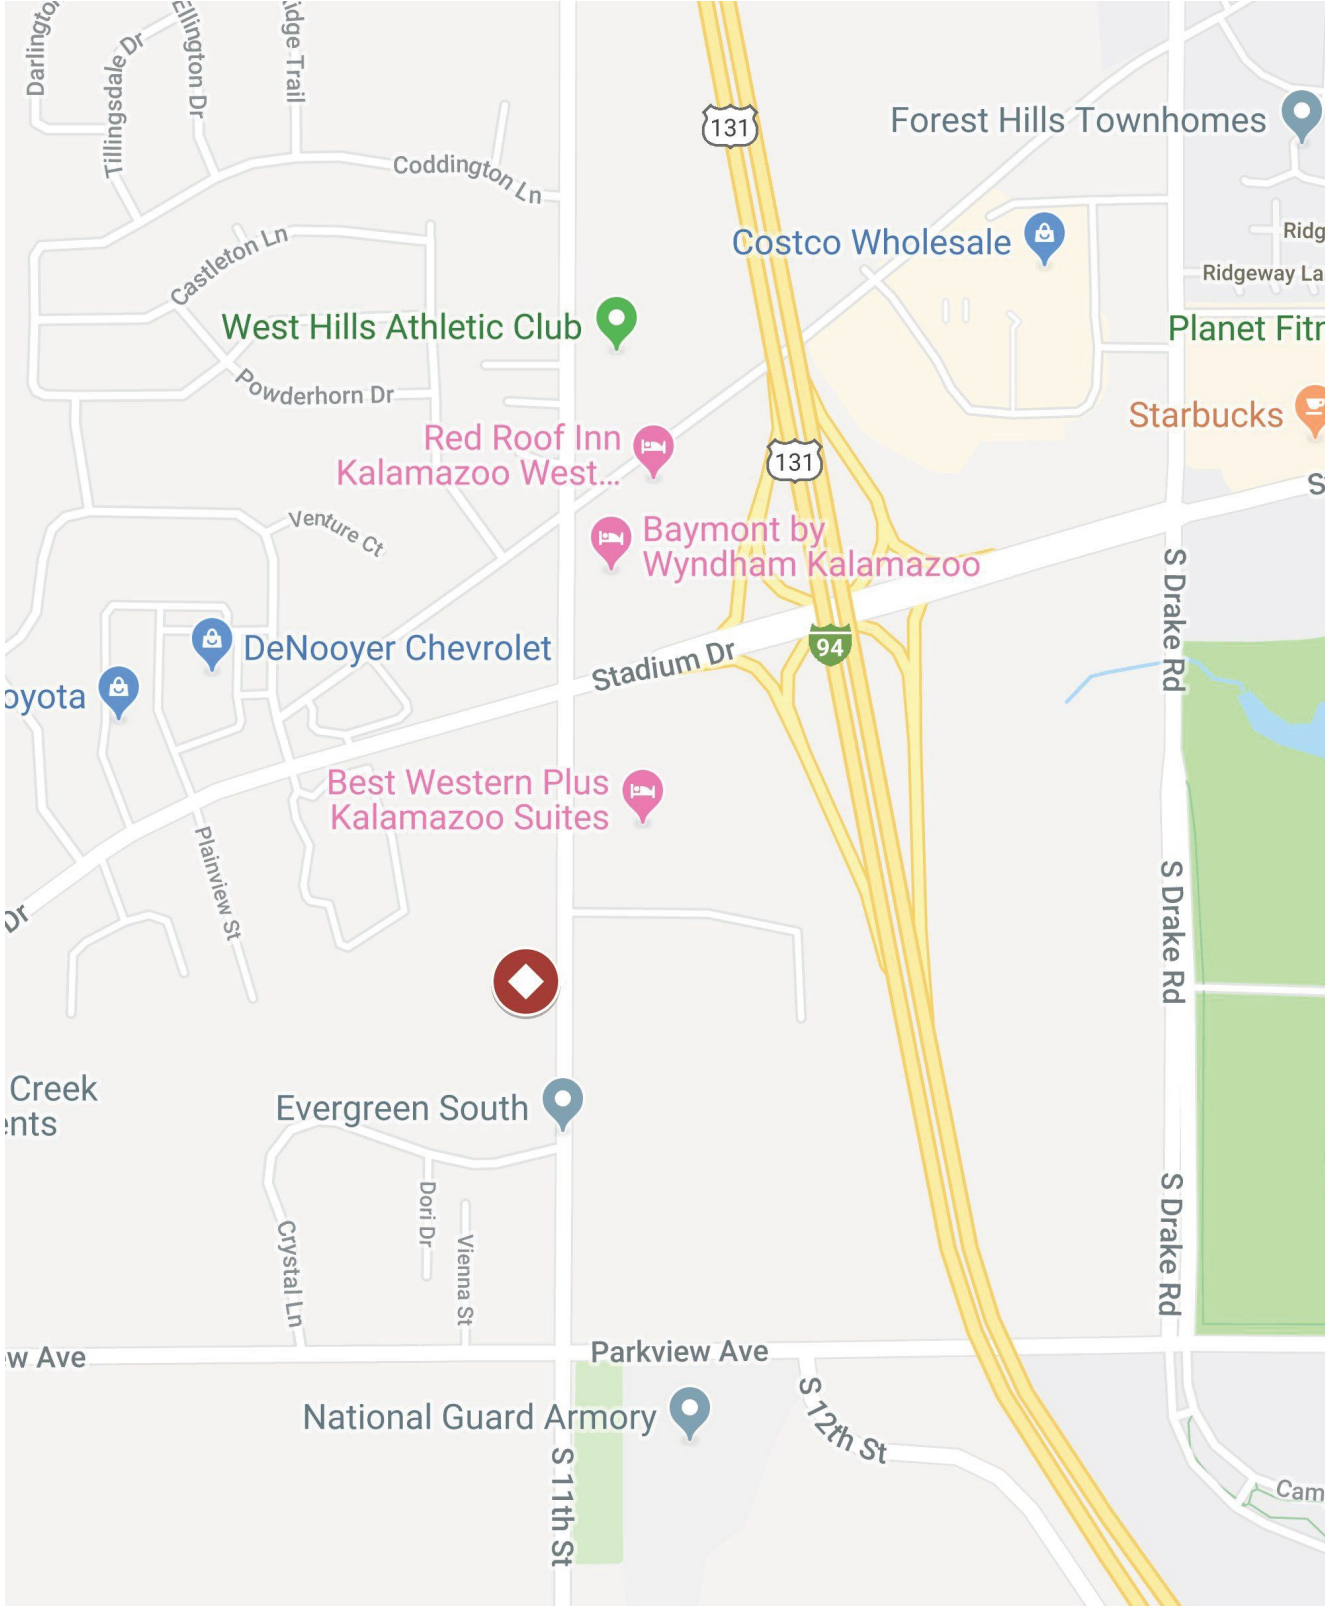 Darlington
Tillingsdale Dr
Ellington Dr
idge Trail
131
Forest Hills Townhomes
Coddington Ln
Castleton Ln
Costco Wholesale
Ridg
Ridgeway La
West Hills Athletic Club
Planet Fitn
Powderhorn Dr
Starbucks
Red Roof Inn
Kalamazoo West...
131
S
Venture Ct
Baymont by
Wyndham Kalamazoo
S Drake Rd
DeNooyer Chevrolet
94
Stadium Dr
oyota
Best Western Plus
Kalamazoo Suites
Plainview St
S Drake Rd
Dr
Creek
ents
Evergreen South
Dori Dr
S Drake Rd
Crystal Ln
Vienna St
w Ave
Parkview Ave
National Guard Armory
S 12th St
S 11th St
Cam